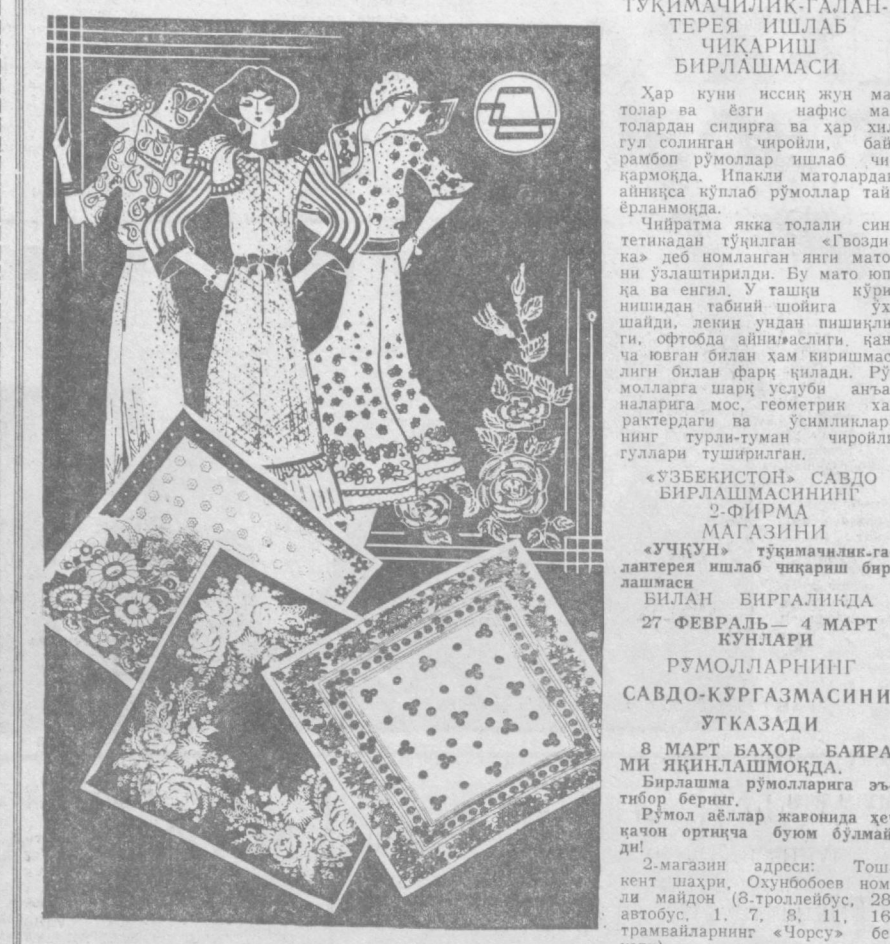 ТЎҚИМАЧИЛИК-ГАЛАН-
ТЕРЕЯ ИШЛАБ
ЧИҚАРИШ
БИРЛАШМАСИ
Ҳар куни иссиқ жун ма
толар ва ёзги нафис ма
толардан сидирға ва ҳар хил
гул солинган чиройли, бай
рамбоп рўмоллар ишлаб чи
қармоқда. Ипакли матолардан
айниқса кўплаб рўмоллар тай
ёрланмоқда.
Чийратма якка толали син
тетикадан тўқилган «Гвозди
ка» деб номланган янги мато
ни ўзлаштирилди. Бу мато юп
қа ва енгил. У ташқи кўри
нишидан табиий шойига ўх
шайди, лекин ундан пишиқли
ги, офтобда айнимаслиги, қан
ча ювган билан ҳам киришмас
лиги билан фарқ қилади. Рў
молларга шарқ услуби анъа
наларига мос, геометрик ха
рактердаги ва ўсимликлар
нинг турли-туман чиройли
гуллари туширилган.
«ЎЗБЕКИСТОН» САВДО
БИРЛАШМАСИНИНГ
2-ФИРМА
МАГАЗИНИ
«УЧҚУН» тўқимачилик-га
лантерея ишлаб чиқариш бир
лашмаси
БИЛАН БИРГАЛИКДА
27 ФЕВРАЛЬ— 4 МАРТ
КУНЛАРИ
РЎМОЛЛАРНИНГ
САВДО-КЎРГАЗМАСИНИ
ЎТКАЗАДИ
8 МАРТ БАҲОР БАЙРА
МИ ЯҚИНЛАШМОҚДА.
Бирлашма рўмолларига эъ
тибор беринг.
Рўмол аёллар жавонида ҳеч
қачон ортиқча буюм бўлмай
ди!
2-магазин адреси: Тош
кент шаҳри, Охунбобоев ном
ли майдон (8-троллейбус, 28
автобус, 1, 7, 8, 11, 16
трамвайларнинг «Чорсу» бе